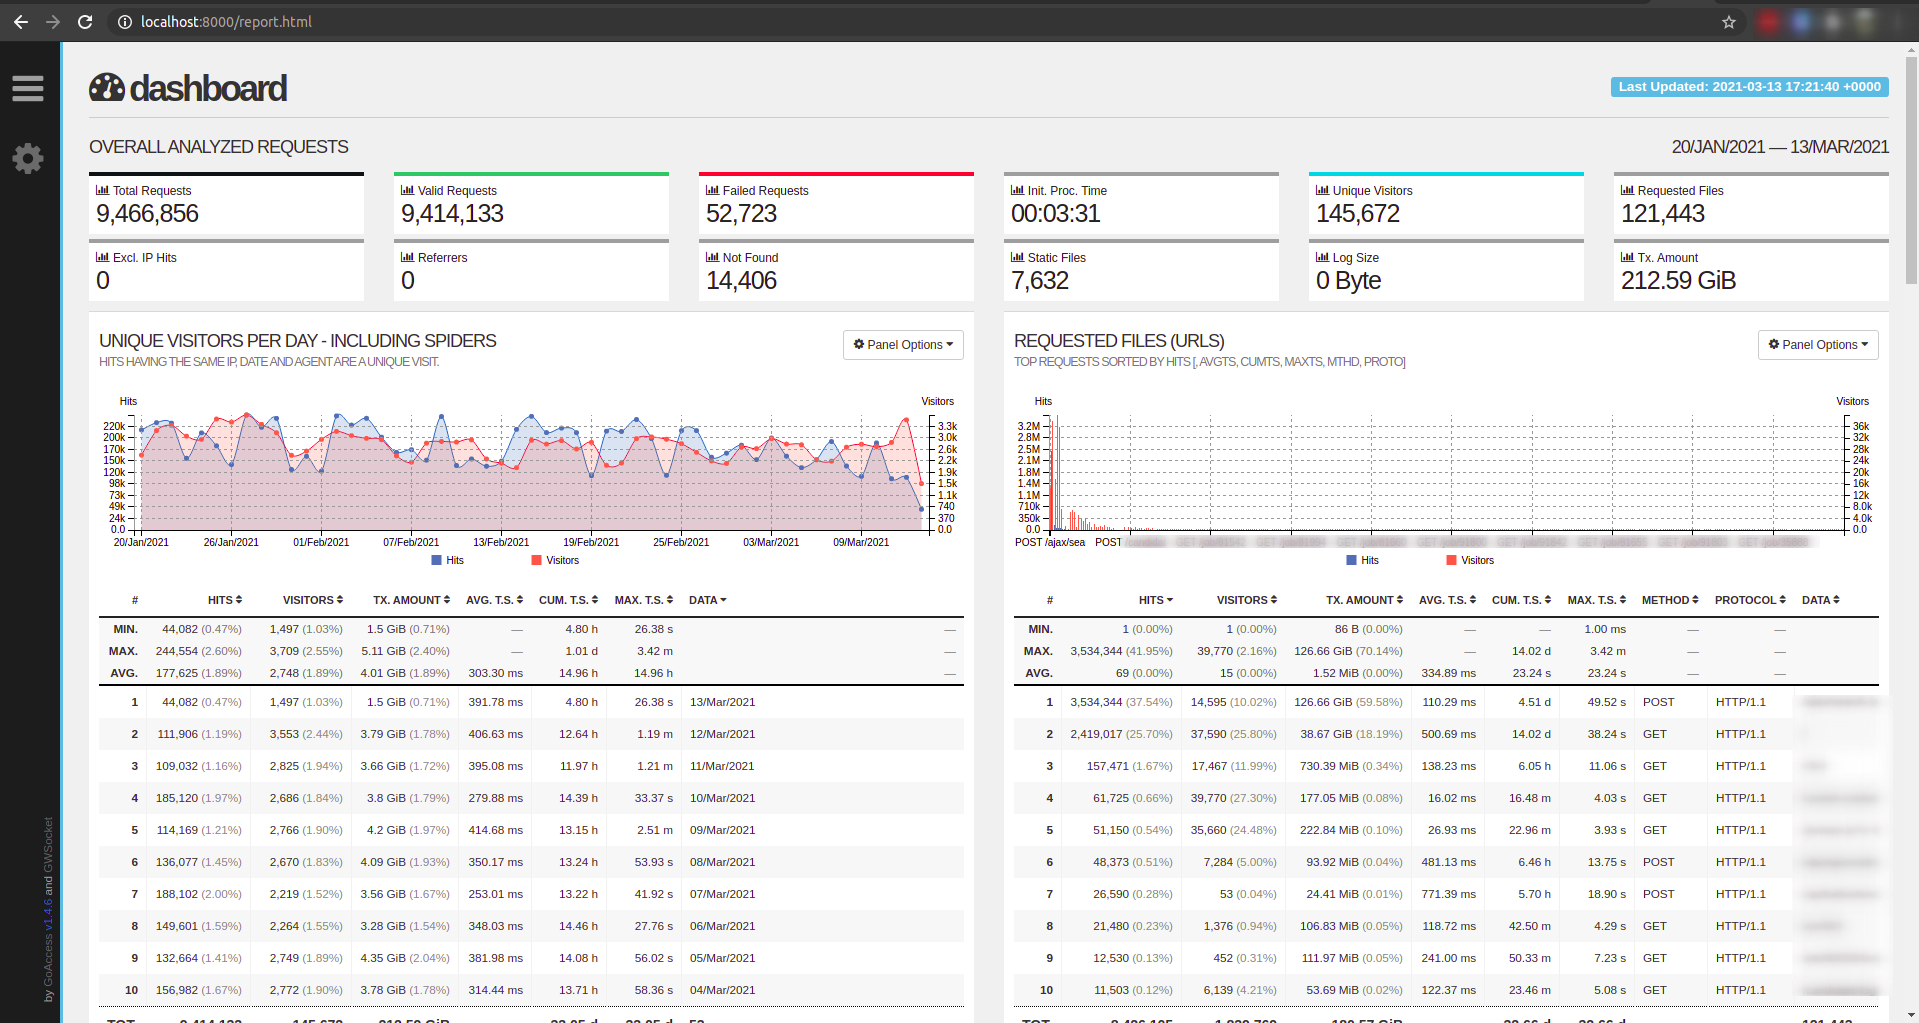 localhost:8000/report.html
dashboard
Last Updated: 2021-03-13 17:21:40 +0000
OVERALL ANALYZED REQUESTS
20/JAN/2021 — 13/MAR/2021
Total Requests
9,466,856
Valid Requests
9,414,133
Failed Requests
52,723
Init. Proc. Time
00:03:31
Unique Visitors
145,672
Requested Files
121,443
Excl. IP Hits
0
Referrers
0
Not Found
14,406
Static Files
7,632
Log Size
0 Byte
Tx. Amount
212.59 GiB
UNIQUE VISITORS PER DAY - INCLUDING SPIDERS
HITS HAVING THE SAME IP, DATE AND AGENT ARE A UNIQUE VISIT.
Panel Options
Hits
Visitors
220k
200k
170k
150k
120k
98k
73k
49k
24k
0.0
3.3k
3.0k
2.6k
2.2k
1.9k
1.5k
1.1k
740
370
0.0
20/Jan/2021 26/Jan/2021 01/Feb/2021 07/Feb/2021 13/Feb/2021 19/Feb/2021 25/Feb/2021 03/Mar/2021 09/Mar/2021
Hits Visitors
# HITS VISITORS TX. AMOUNT AVG. T.S. CUM. T.S. MAX. T.S. DATA
MIN. 44,082 (0.47%) 1,497 (1.03%) 1.5 GiB (0.71%) — 4.80 h 26.38 s —
MAX. 244,554 (2.60%) 3,709 (2.55%) 5.11 GiB (2.40%) — 1.01 d 3.42 m —
AVG. 177,625 (1.89%) 2,748 (1.89%) 4.01 GiB (1.89%) 303.30 ms 14.96 h 14.96 h —
1 44,082 (0.47%) 1,497 (1.03%) 1.5 GiB (0.71%) 391.78 ms 4.80 h 26.38 s 13/Mar/2021
2 111,906 (1.19%) 3,553 (2.44%) 3.79 GiB (1.78%) 406.63 ms 12.64 h 1.19 m 12/Mar/2021
3 109,032 (1.16%) 2,825 (1.94%) 3.66 GiB (1.72%) 395.08 ms 11.97 h 1.21 m 11/Mar/2021
4 185,120 (1.97%) 2,686 (1.84%) 3.8 GiB (1.79%) 279.88 ms 14.39 h 33.37 s 10/Mar/2021
5 114,169 (1.21%) 2,766 (1.90%) 4.2 GiB (1.97%) 414.68 ms 13.15 h 2.51 m 09/Mar/2021
6 136,077 (1.45%) 2,670 (1.83%) 4.09 GiB (1.93%) 350.17 ms 13.24 h 53.93 s 08/Mar/2021
7 188,102 (2.00%) 2,219 (1.52%) 3.56 GiB (1.67%) 253.01 ms 13.22 h 41.92 s 07/Mar/2021
8 149,601 (1.59%) 2,264 (1.55%) 3.28 GiB (1.54%) 348.03 ms 14.46 h 27.76 s 06/Mar/2021
9 132,664 (1.41%) 2,749 (1.89%) 4.35 GiB (2.04%) 381.98 ms 14.08 h 56.02 s 05/Mar/2021
10 156,982 (1.67%) 2,772 (1.90%) 3.78 GiB (1.78%) 314.44 ms 13.71 h 58.36 s 04/Mar/2021
REQUESTED FILES (URLS)
TOP REQUESTS SORTED BY HITS [, AVGTS, CUMTS, MAXTS, MTHD, PROTO]
Panel Options
Hits
Visitors
3.2M
2.8M
2.5M
2.1M
1.8M
1.4M
1.1M
710k
350k
0.0
36k
32k
28k
24k
20k
16k
12k
8.0k
4.0k
0.0
POST /ajax/sea POST
Hits Visitors
# HITS VISITORS TX. AMOUNT AVG. T.S. CUM. T.S. MAX. T.S. METHOD PROTOCOL DATA
MIN. 1 (0.00%) 1 (0.00%) 86 B (0.00%) — — 1.00 ms — —
MAX. 3,534,344 (41.95%) 39,770 (2.16%) 126.66 GiB (70.14%) — 14.02 d 3.42 m — —
AVG. 69 (0.00%) 15 (0.00%) 1.52 MiB (0.00%) 334.89 ms 23.24 s 23.24 s — —
1 3,534,344 (37.54%) 14,595 (10.02%) 126.66 GiB (59.58%) 110.29 ms 4.51 d 49.52 s POST HTTP/1.1
2 2,419,017 (25.70%) 37,590 (25.80%) 38.67 GiB (18.19%) 500.69 ms 14.02 d 38.24 s GET HTTP/1.1
3 157,471 (1.67%) 17,467 (11.99%) 730.39 MiB (0.34%) 138.23 ms 6.05 h 11.06 s GET HTTP/1.1
4 61,725 (0.66%) 39,770 (27.30%) 177.05 MiB (0.08%) 16.02 ms 16.48 m 4.03 s GET HTTP/1.1
5 51,150 (0.54%) 35,660 (24.48%) 222.84 MiB (0.10%) 26.93 ms 22.96 m 3.93 s GET HTTP/1.1
6 48,373 (0.51%) 7,284 (5.00%) 93.92 MiB (0.04%) 481.13 ms 6.46 h 13.75 s POST HTTP/1.1
7 26,590 (0.28%) 53 (0.04%) 24.41 MiB (0.01%) 771.39 ms 5.70 h 18.90 s POST HTTP/1.1
8 21,480 (0.23%) 1,376 (0.94%) 106.83 MiB (0.05%) 118.72 ms 42.50 m 4.29 s GET HTTP/1.1
9 12,530 (0.13%) 452 (0.31%) 111.97 MiB (0.05%) 241.00 ms 50.33 m 7.23 s GET HTTP/1.1
10 11,503 (0.12%) 6,139 (4.21%) 53.69 MiB (0.02%) 122.37 ms 23.46 m 5.08 s GET HTTP/1.1
by GoAccess v1.4.6 and GWSocket